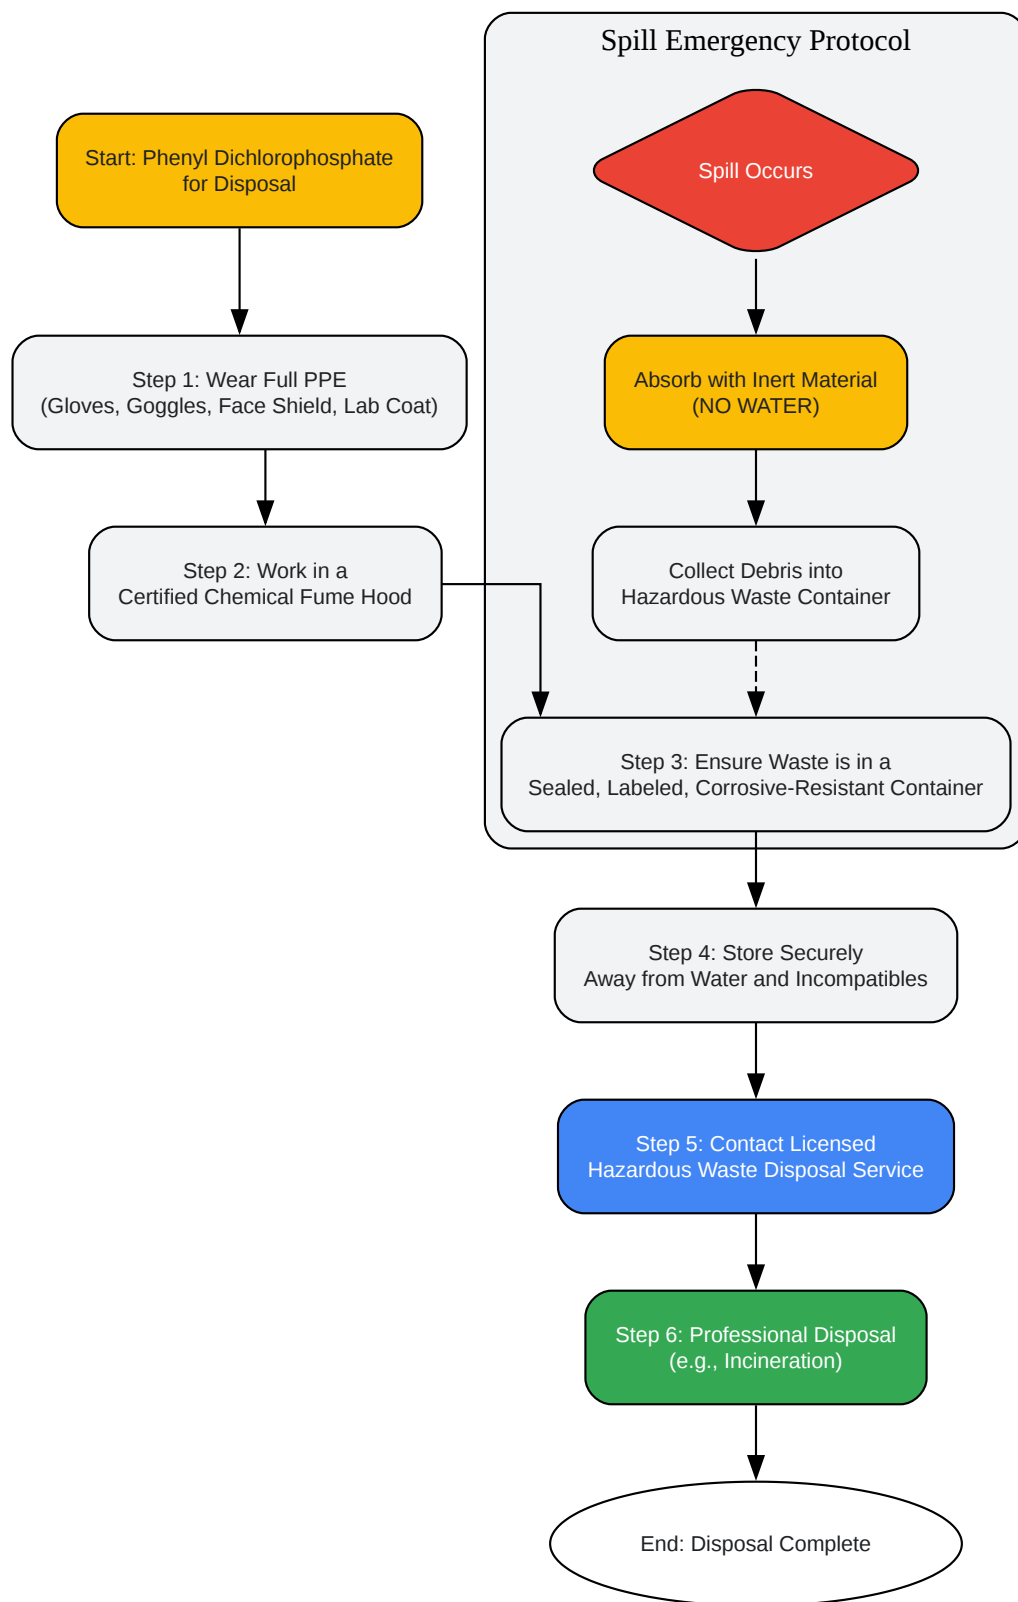 Spill Emergency Protocol
Start: Phenyl Dichlorophosphate
for Disposal
Spill Occurs
Step 1: Wear Full PPE
(Gloves, Goggles, Face Shield, Lab Coat)
Absorb with Inert Material
(NO WATER)
Step 2: Work in a
Certified Chemical Fume Hood
Collect Debris into
Hazardous Waste Container
Step 3: Ensure Waste is in a
Sealed, Labeled, Corrosive-Resistant Container
Step 4: Store Securely
Away from Water and Incompatibles
Step 5: Contact Licensed
Hazardous Waste Disposal Service
Step 6: Professional Disposal
(e.g., Incineration)
End: Disposal Complete